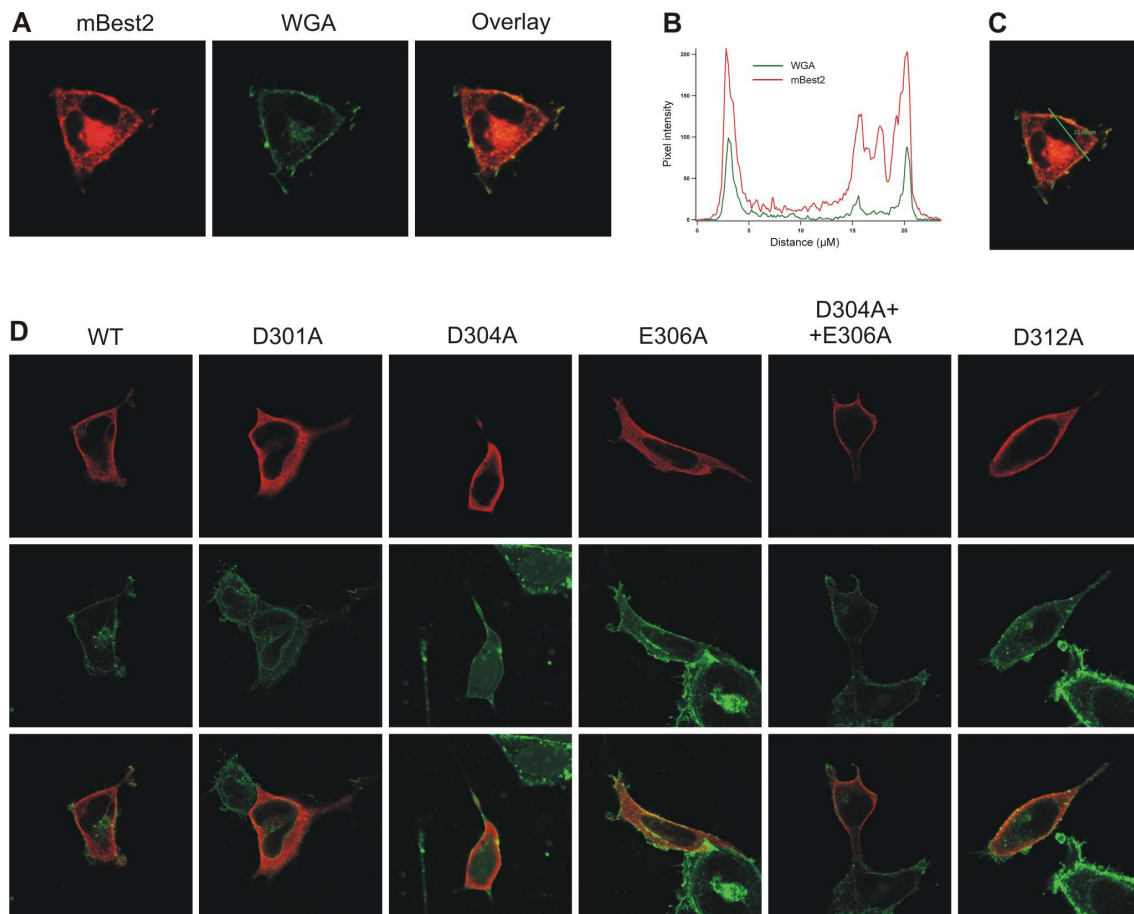 A
mBest2
WGA
Overlay
B
200
150
100
50
0
Pixel intensity
WGA
mBest2
0
5
10
15
20
Distance (µM)
C
D
WT
D301A
D304A
E306A
D304A+
+E306A
D312A